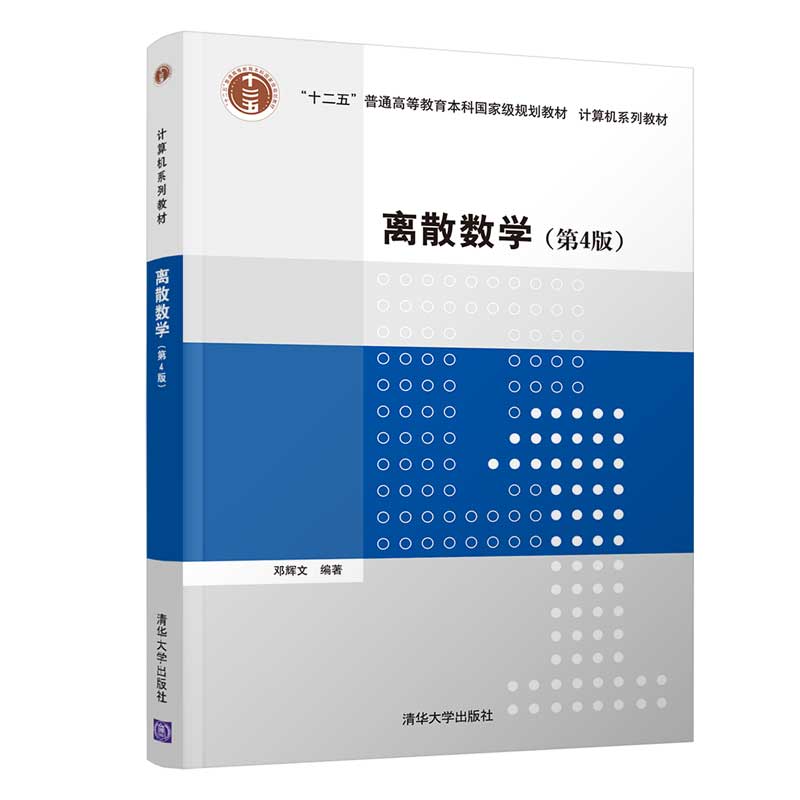 “十二五”普通高等教育本科国家级规划教材 计算机系列教材
离散数学（第4版）
邓辉文 编著
清华大学出版社
计算机系列教材
离散数学（第4版）
清华大学出版社
十二五